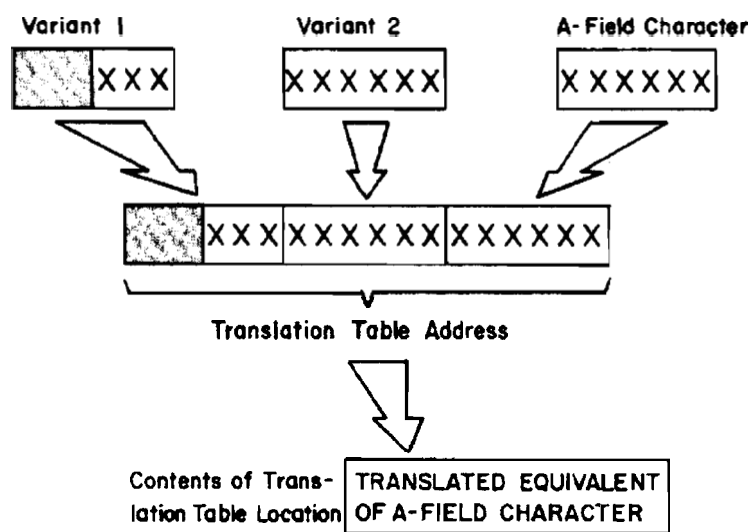 Variant 1 Variant 2 A-Field Character
XXX XXXXXX XXXXXX
XXX XXXXXX XXXXXX
Translation Table Address
Contents of Trans- TRANSLATED EQUIVALENT
lation Table Location OF A-FIELD CHARACTER